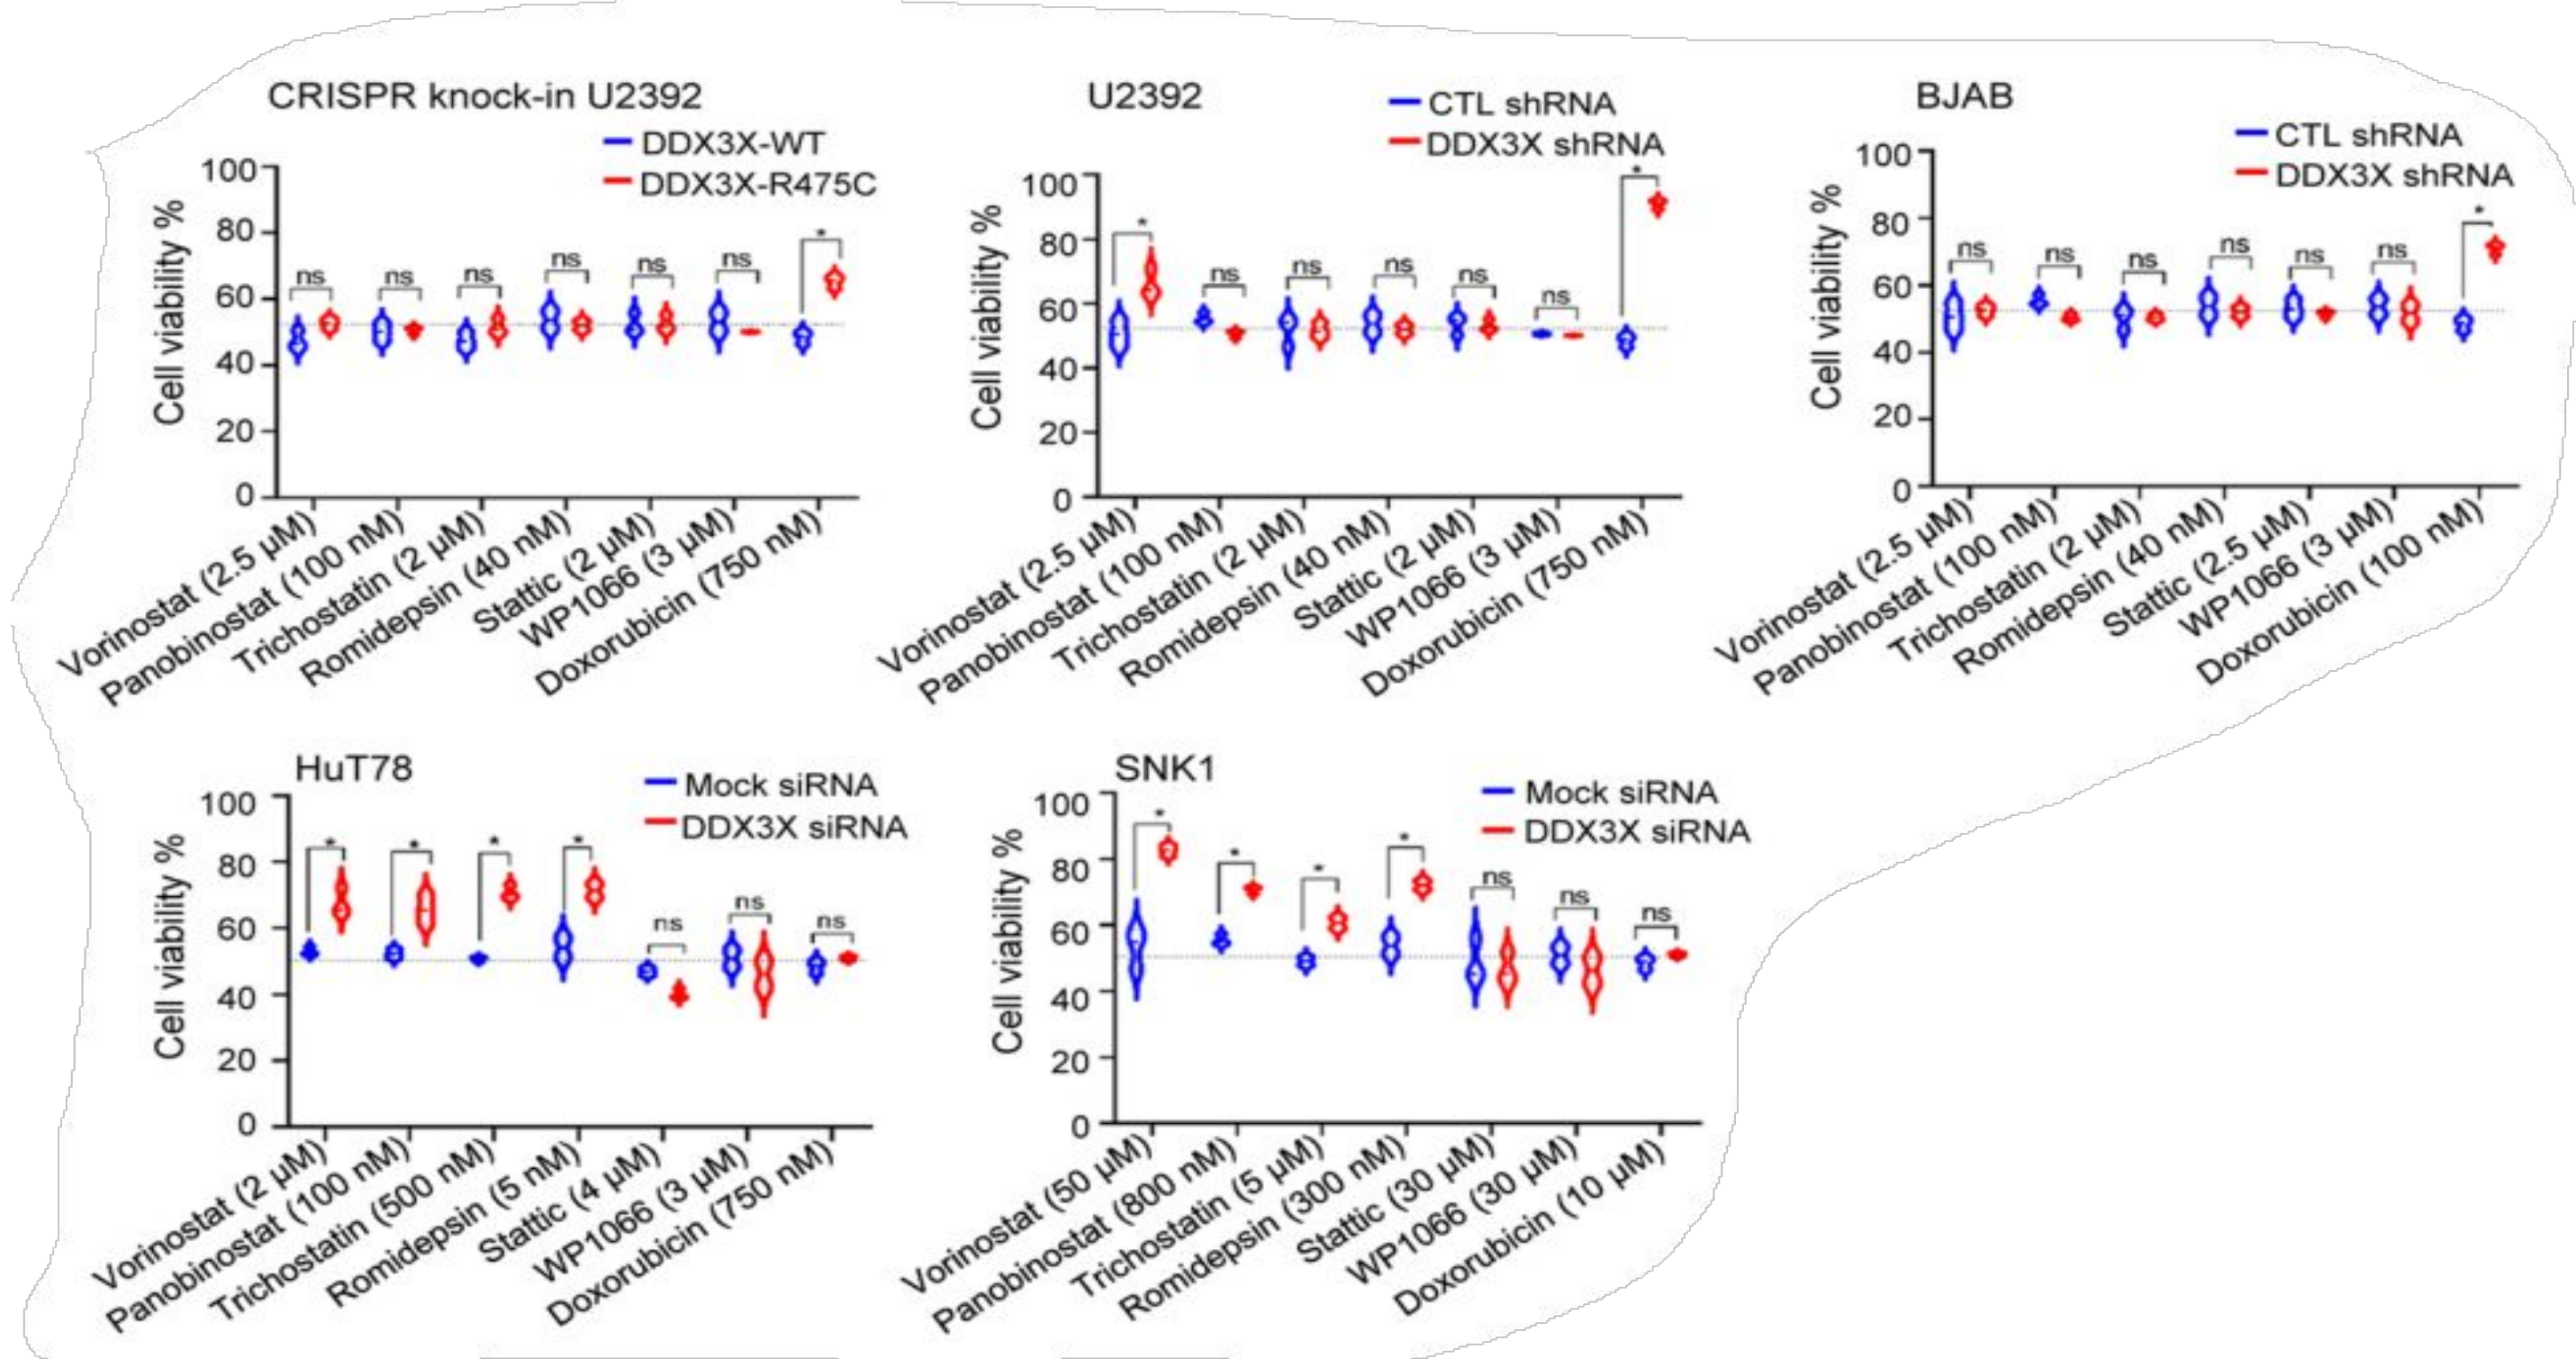 CRISPR knock-in U2392
DDX3X-WT
DDX3X-R475C
Cell viability %
100
80
60
40
20
0
ns
ns
ns
ns
ns
ns
*
Vorinostat (2.5 µM)
Panobinostat (100 nM)
Trichostatin (2 µM)
Romidepsin (40 nM)
Stattic (2 µM)
WP1066 (3 µM)
Doxorubicin (750 nM)
U2392
CTL shRNA
DDX3X shRNA
Cell viability %
100
80
60
40
20
0
*
ns
ns
ns
ns
ns
*
Vorinostat (2.5 µM)
Panobinostat (100 nM)
Trichostatin (2 µM)
Romidepsin (40 nM)
Stattic (2 µM)
WP1066 (3 µM)
Doxorubicin (750 nM)
BJAB
CTL shRNA
DDX3X shRNA
Cell viability %
100
80
60
40
20
0
ns
ns
ns
ns
ns
ns
*
Vorinostat (2.5 µM)
Panobinostat (100 nM)
Trichostatin (2 µM)
Romidepsin (40 nM)
Stattic (2.5 µM)
WP1066 (3 µM)
Doxorubicin (100 nM)
HuT78
Mock siRNA
DDX3X siRNA
Cell viability %
100
80
60
40
20
0
*
*
*
*
ns
ns
ns
Vorinostat (2 µM)
Panobinostat (100 nM)
Trichostatin (500 nM)
Romidepsin (5 nM)
Stattic (4 µM)
WP1066 (3 µM)
Doxorubicin (750 nM)
SNK1
Mock siRNA
DDX3X siRNA
Cell viability %
100
80
60
40
20
0
*
*
*
*
ns
ns
ns
Vorinostat (50 µM)
Panobinostat (800 nM)
Trichostatin (5 µM)
Romidepsin (300 nM)
Stattic (30 µM)
WP1066 (30 µM)
Doxorubicin (10 µM)